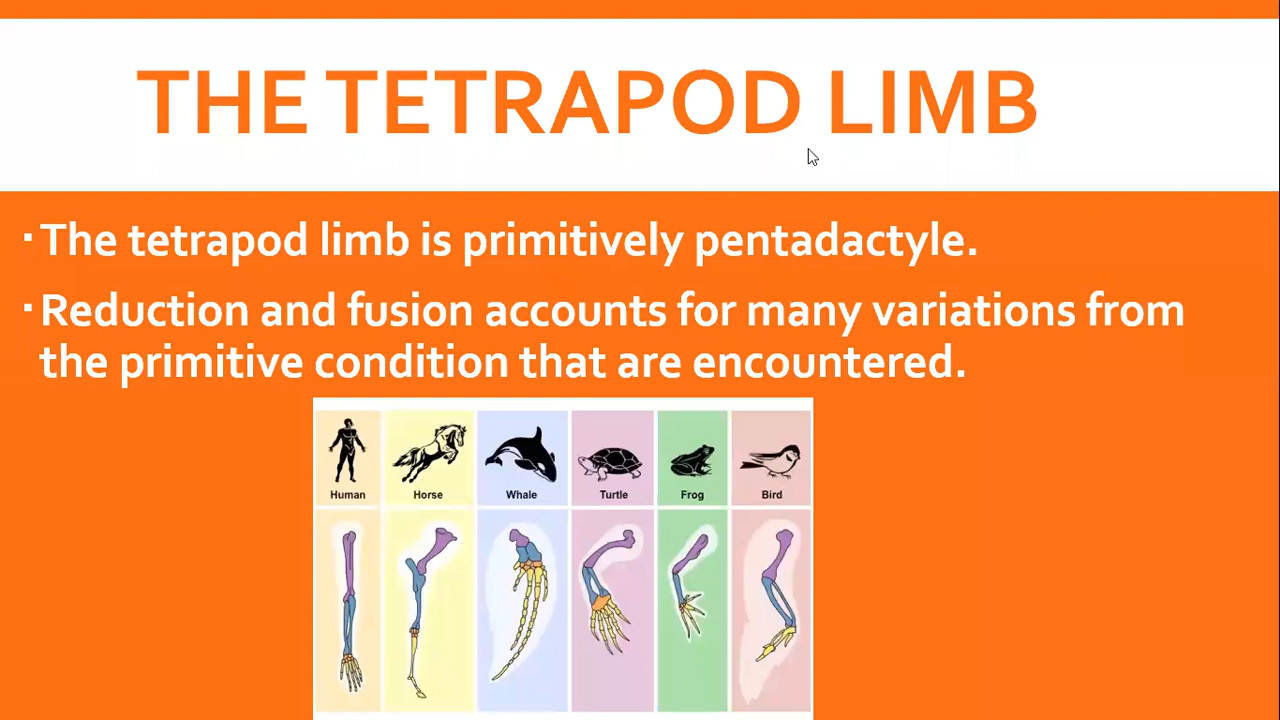 THE TETRAPOD LIMB
▪ The tetrapod limb is primitively pentadactyle.
▪ Reduction and fusion accounts for many variations from
the primitive condition that are encountered.
Human Horse Whale Turtle Frog Bird